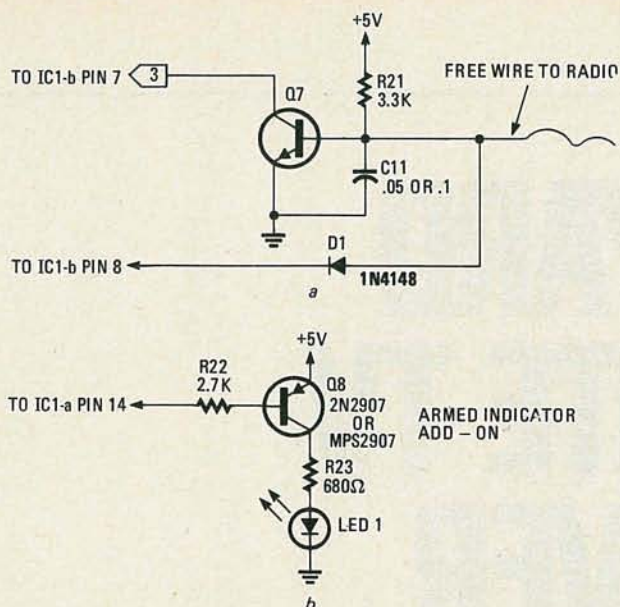 +5V
TO IC1-b PIN 7
3
Q7
R21
3.3K
FREE WIRE TO RADIO
C11
.05 OR .1
D1
TO IC1-b PIN 8
1N4148
a
+5V
R22
2.7K
Q8
2N2907
OR
MPS2907
TO IC1-a PIN 14
ARMED INDICATOR
ADD – ON
R23
680Ω
LED 1
b